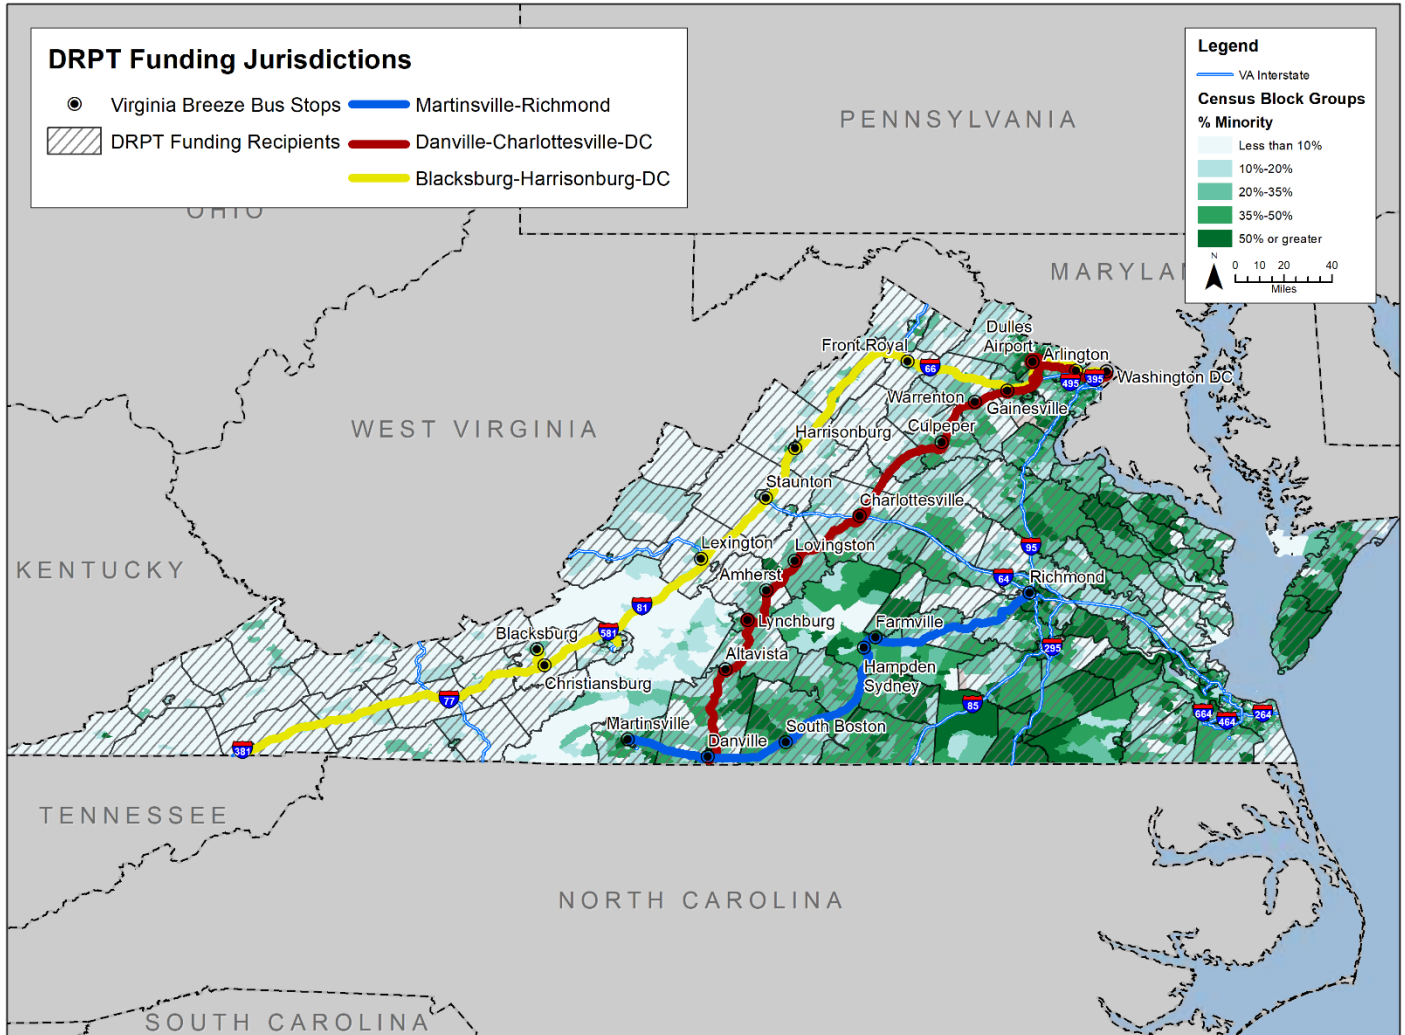 DRPT Funding Jurisdictions
Virginia Breeze Bus Stops
Martinsville-Richmond
DRPT Funding Recipients
Danville-Charlottesville-DC
Blacksburg-Harrisonburg-DC
Legend
VA Interstate
Census Block Groups
% Minority
Less than 10%
10%-20%
20%-35%
35%-50%
50% or greater
N
0 10 20 40
Miles
PENNSYLVANIA
OHIO
MARYLAN
WEST VIRGINIA
KENTUCKY
TENNESSEE
NORTH CAROLINA
SOUTH CAROLINA
Dulles
Airport
Front Royal
Arlington
66
495
395
Washington DC
Warrenton
Gainesville
Culpeper
Harrisonburg
Staunton
Charlottesville
Lexington
Lovingston
95
Amherst
64
Richmond
81
Lynchburg
Farmville
581
Blacksburg
295
Altavista
Hampden
Sydney
Christiansburg
77
85
664
464
264
Martinsville
South Boston
Danville
381